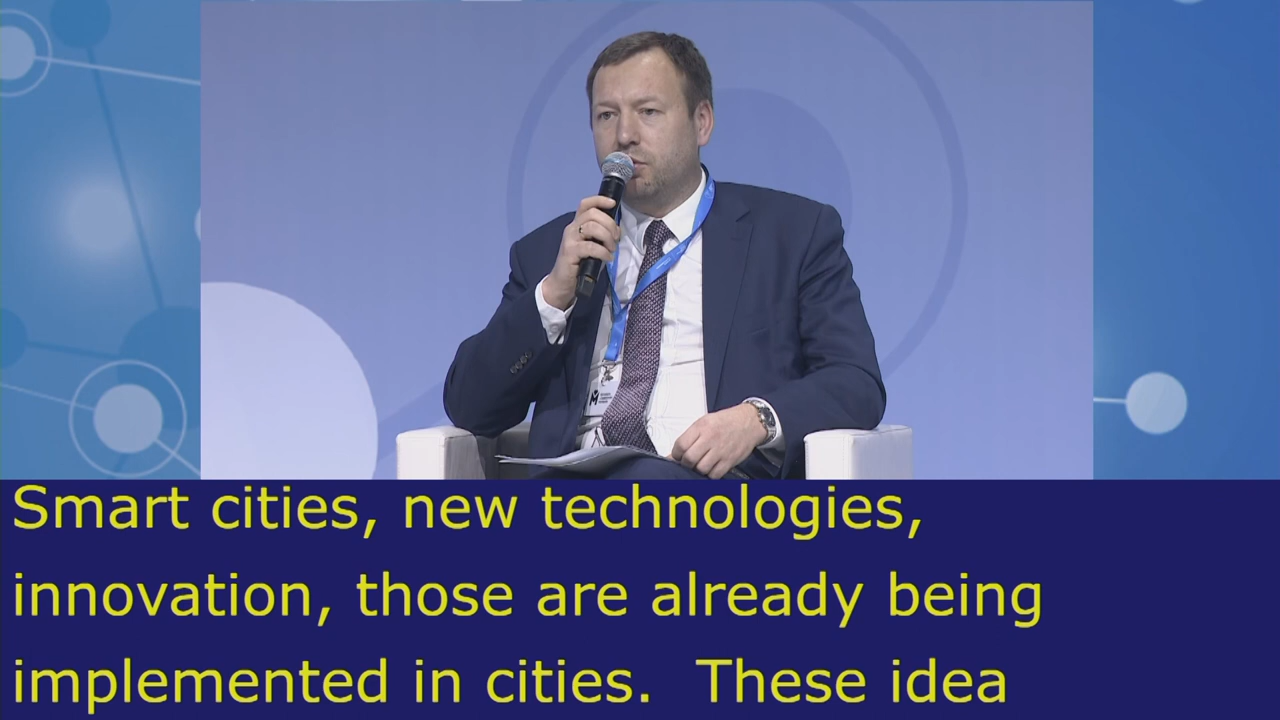 Smart cities, new technologies,
innovation, those are already being
implemented in cities.  These idea